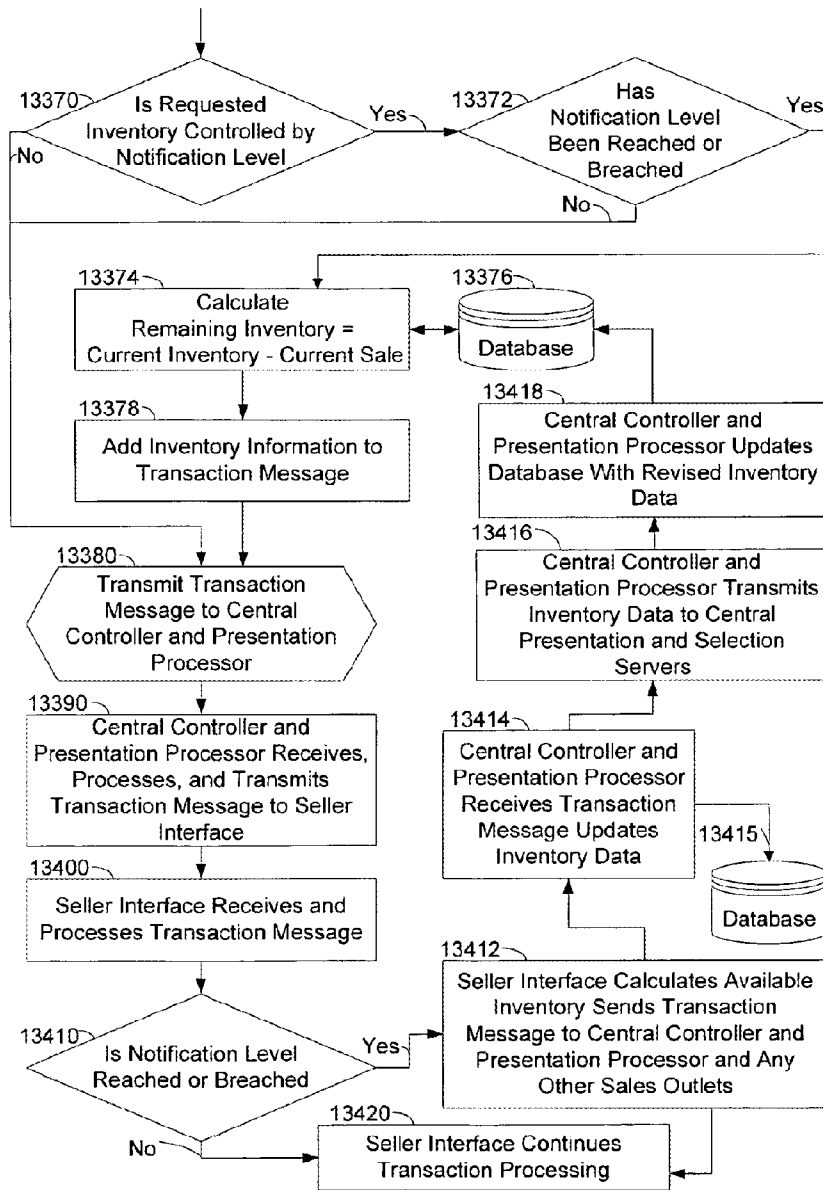 13370
Is Requested
Inventory Controlled by
Notification Level
Yes
No
13372
Has
Notification Level
Been Reached or
Breached
Yes
No
13374
Calculate
Remaining Inventory =
Current Inventory - Current Sale
13376
Database
13378
Add Inventory Information to
Transaction Message
13418
Central Controller and
Presentation Processor Updates
Database With Revised Inventory
Data
13380
Transmit Transaction
Message to Central
Controller and Presentation
Processor
13416
Central Controller and
Presentation Processor Transmits
Inventory Data to Central
Presentation and Selection
Servers
13390
Central Controller and
Presentation Processor Receives,
Processes, and Transmits
Transaction Message to Seller
Interface
13414
Central Controller and
Presentation Processor
Receives Transaction
Message Updates
Inventory Data
13415
Database
13400
Seller Interface Receives and
Processes Transaction Message
13410
Is Notification Level
Reached or Breached
Yes
No
13412
Seller Interface Calculates Available
Inventory Sends Transaction
Message to Central Controller and
Presentation Processor and Any
Other Sales Outlets
13420
Seller Interface Continues
Transaction Processing